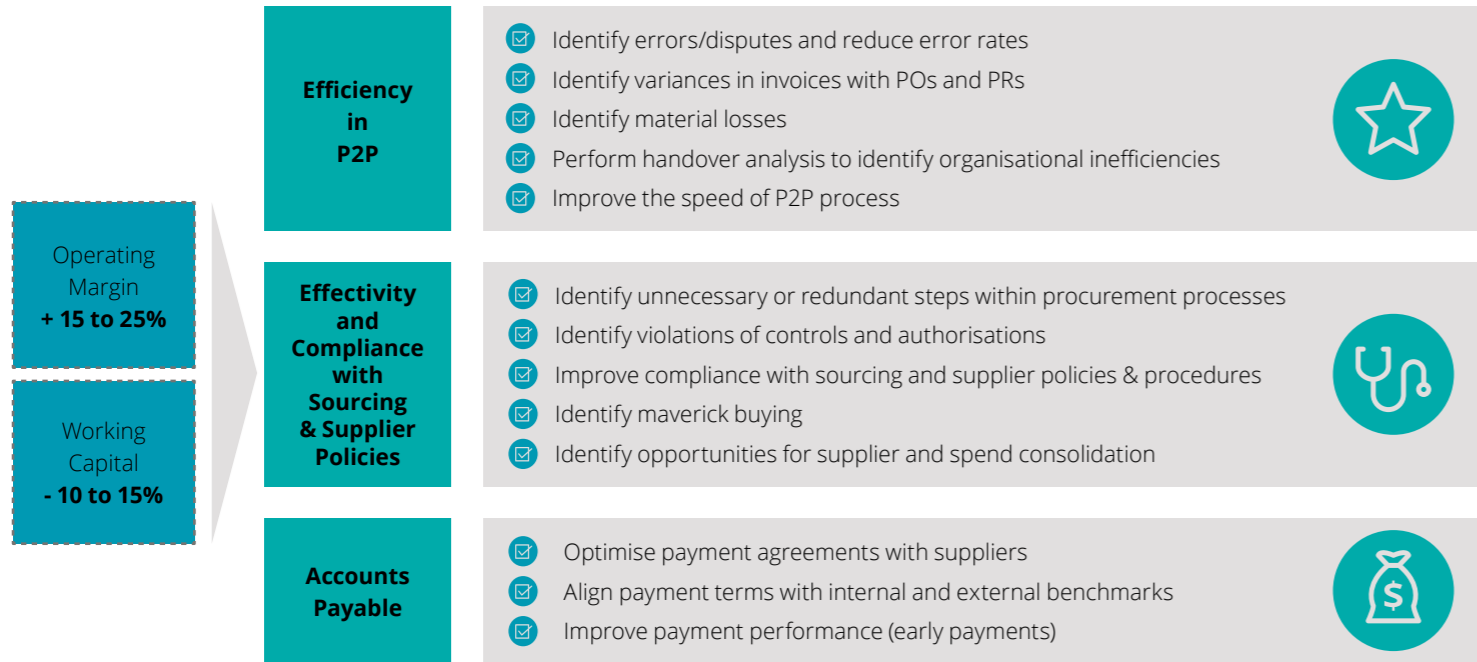 Operating
Margin
+ 15 to 25%
Working
Capital
- 10 to 15%
Efficiency
in
P2P
Identify errors/disputes and reduce error rates
Identify variances in invoices with POs and PRs
Identify material losses
Perform handover analysis to identify organisational inefficiencies
Improve the speed of P2P process
Effectivity
and
Compliance
with
Sourcing
& Supplier
Policies
Identify unnecessary or redundant steps within procurement processes
Identify violations of controls and authorisations
Improve compliance with sourcing and supplier policies & procedures
Identify maverick buying
Identify opportunities for supplier and spend consolidation
Accounts
Payable
Optimise payment agreements with suppliers
Align payment terms with internal and external benchmarks
Improve payment performance (early payments)
$